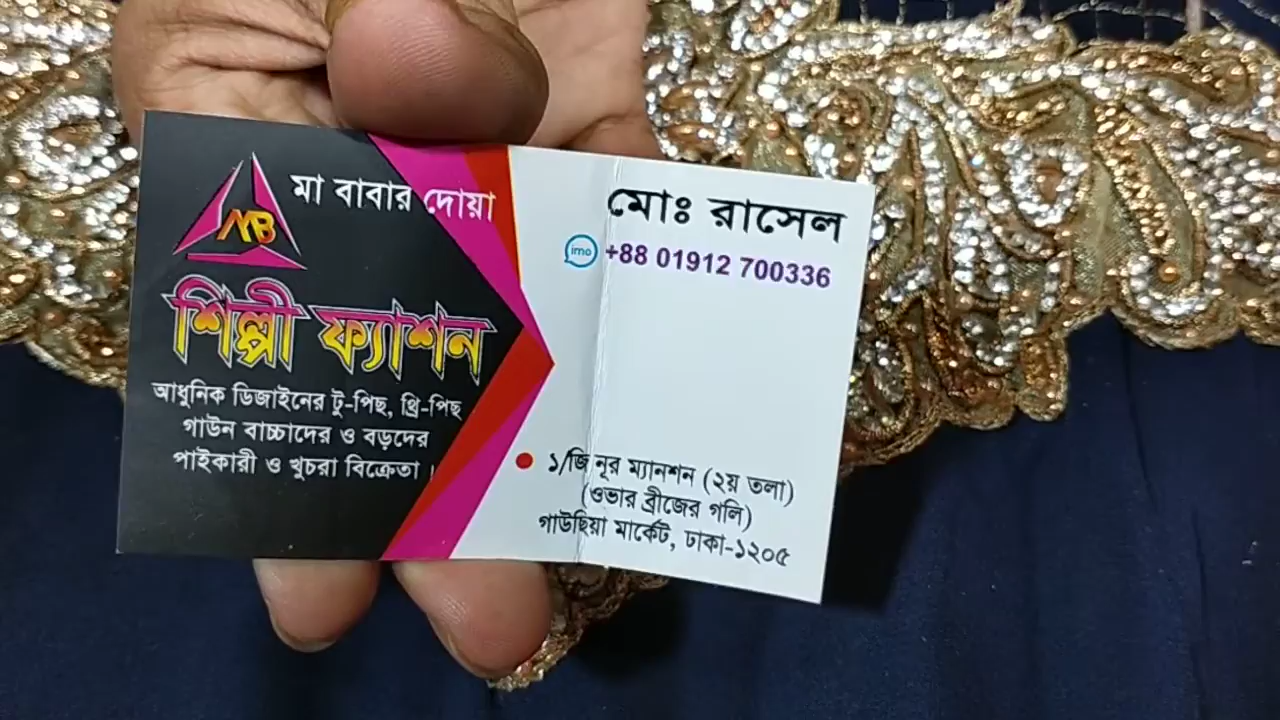 মা বাবার দোয়া
NB
শিল্পী ফ্যাশন
আধুনিক ডিজাইনের টু-পিছ, থ্রি-পিছ
গাউন বাচ্চাদের ও বড়দের
পাইকারী ও খুচরা বিক্রেতা।
মোঃ রাসেল
imo +88 01912 700336
১/জি নূর ম্যানশন (২য় তলা)
(ওভার ব্রীজের গলি)
গাউছিয়া মার্কেট, ঢাকা-১২০৫